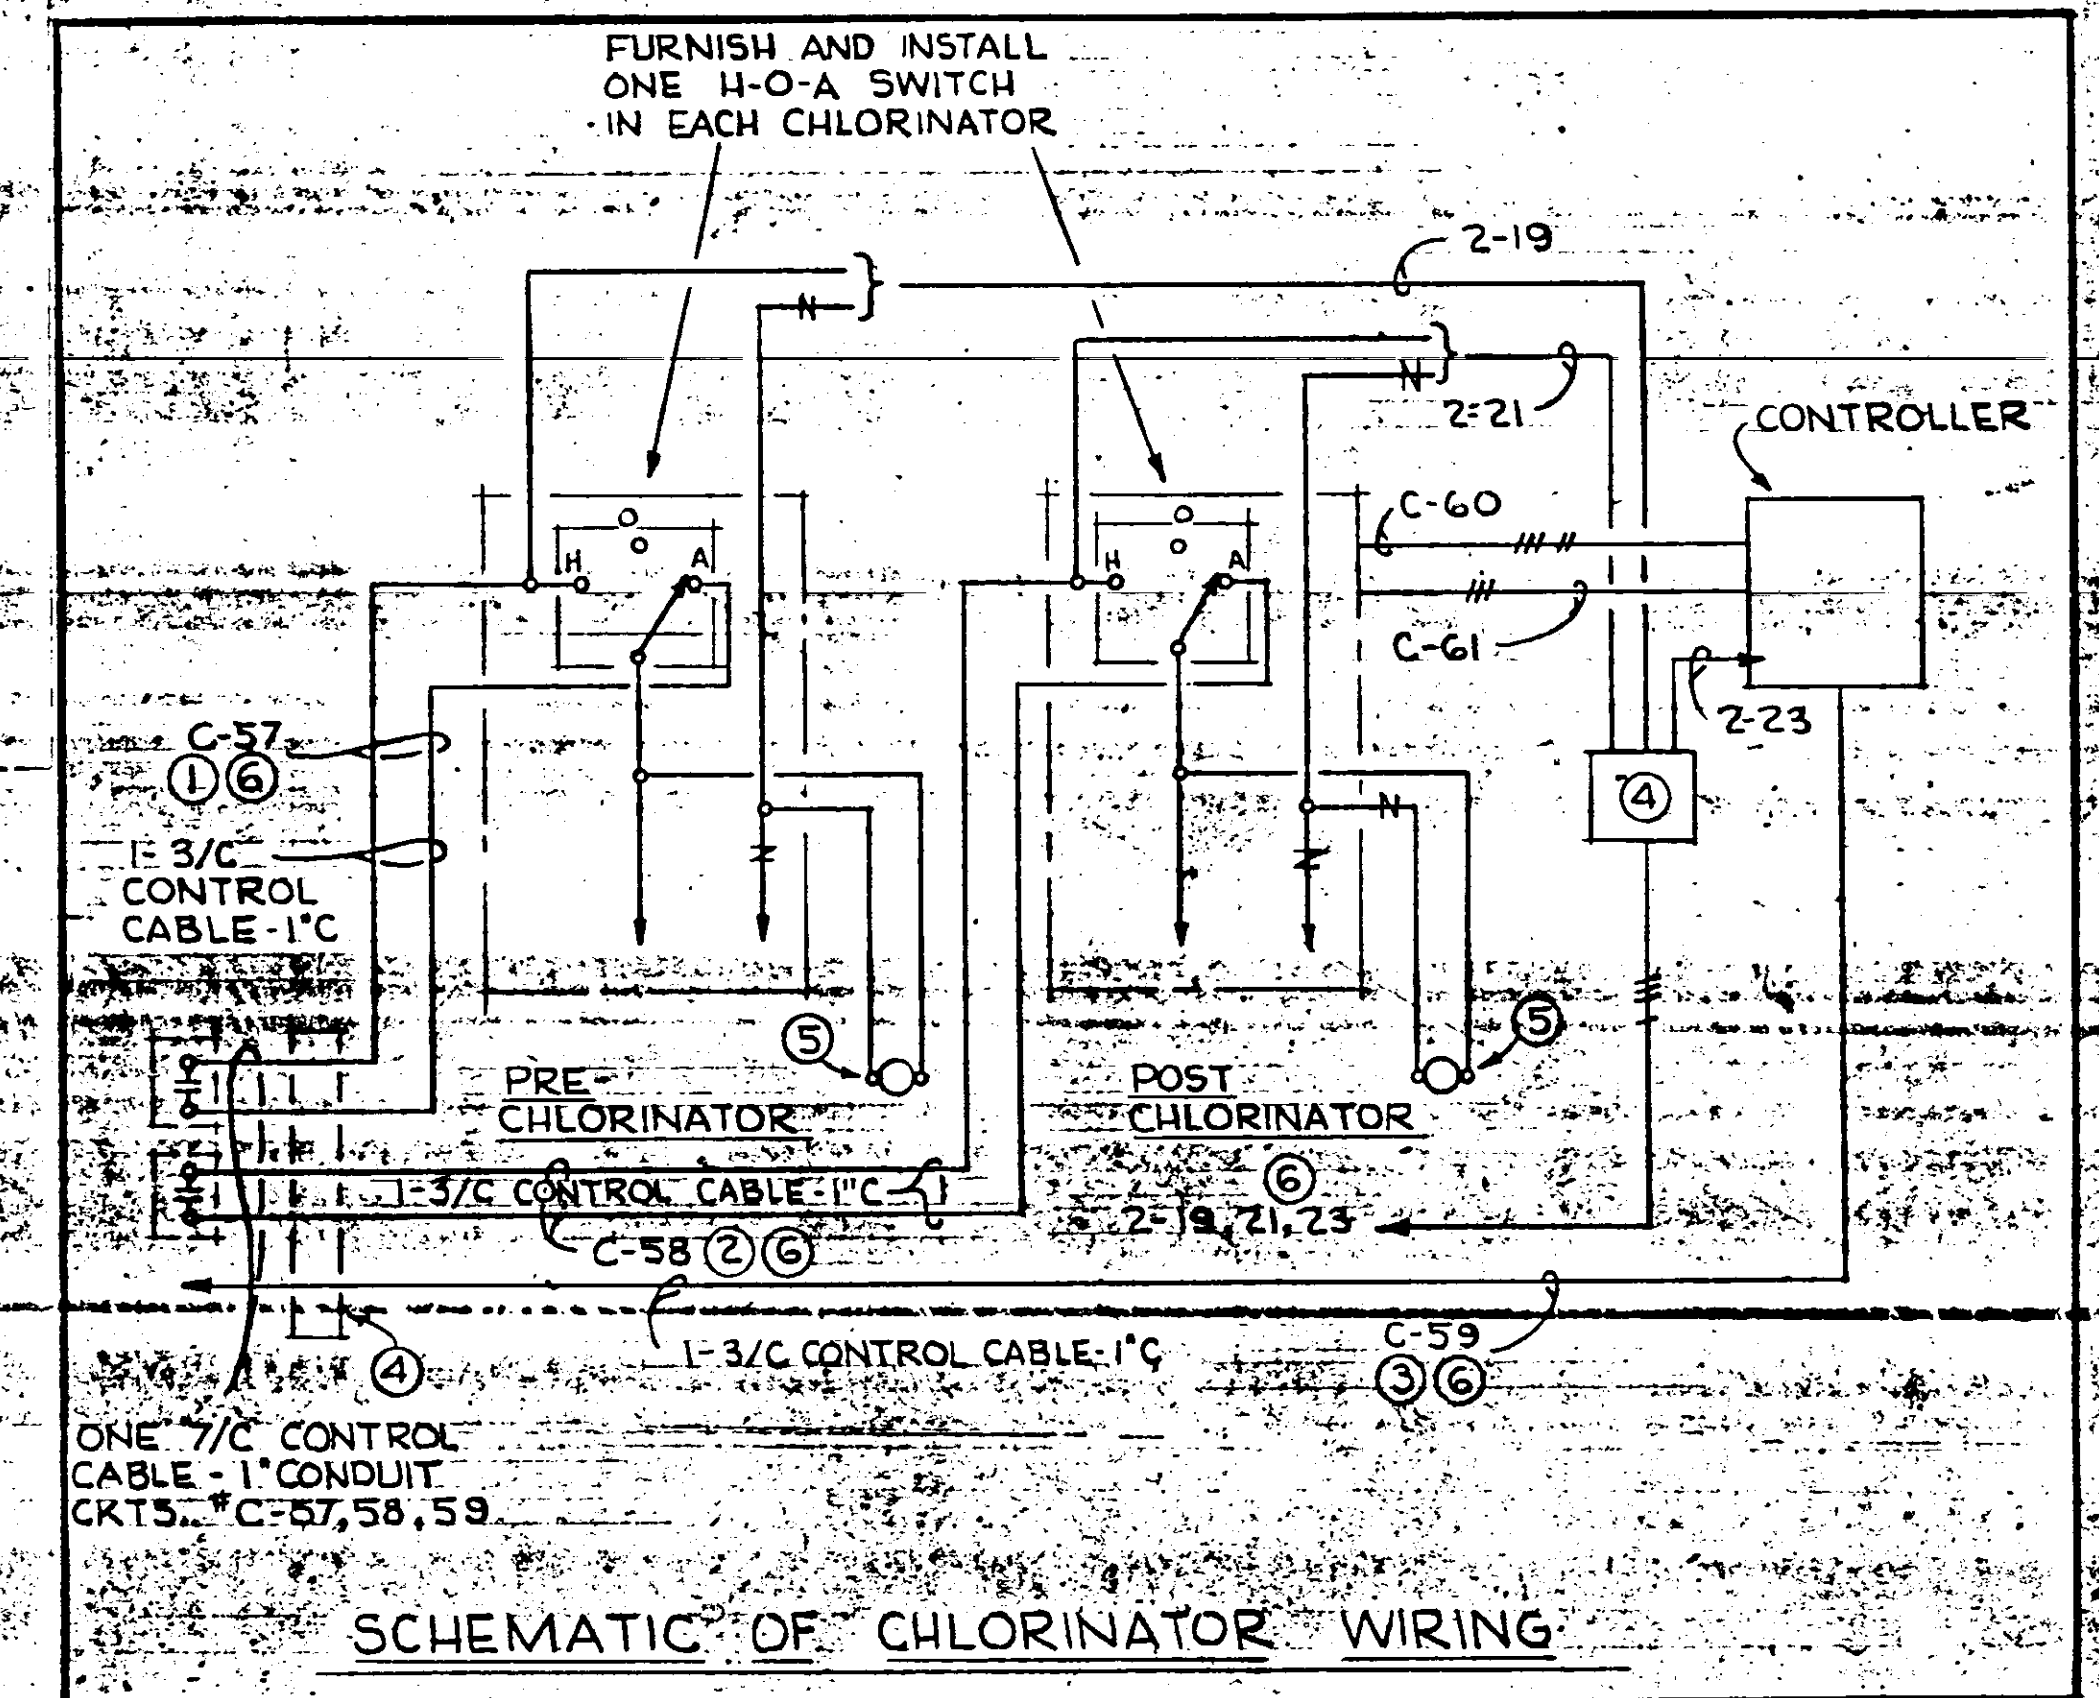 FURNISH AND INSTALL
ONE H-O-A SWITCH
IN EACH CHLORINATOR
2-19
N
N
2-21
CONTROLLER
C-60
O
H
A
O
H
A
C-61
2-23
C-57
1 6
4
N
1-3/C
CONTROL
CABLE-1"C
N
N
5
5
PRE-
CHLORINATOR
POST
CHLORINATOR
6
1-3/C CONTROL CABLE-1"C
2-19, 21, 23
C-58 2 6
1-3/C CONTROL CABLE-1"C
C-59
3 6
4
ONE 7/C CONTROL
CABLE - 1" CONDUIT
CKTS. #C-57, 58, 59
SCHEMATIC OF CHLORINATOR WIRING